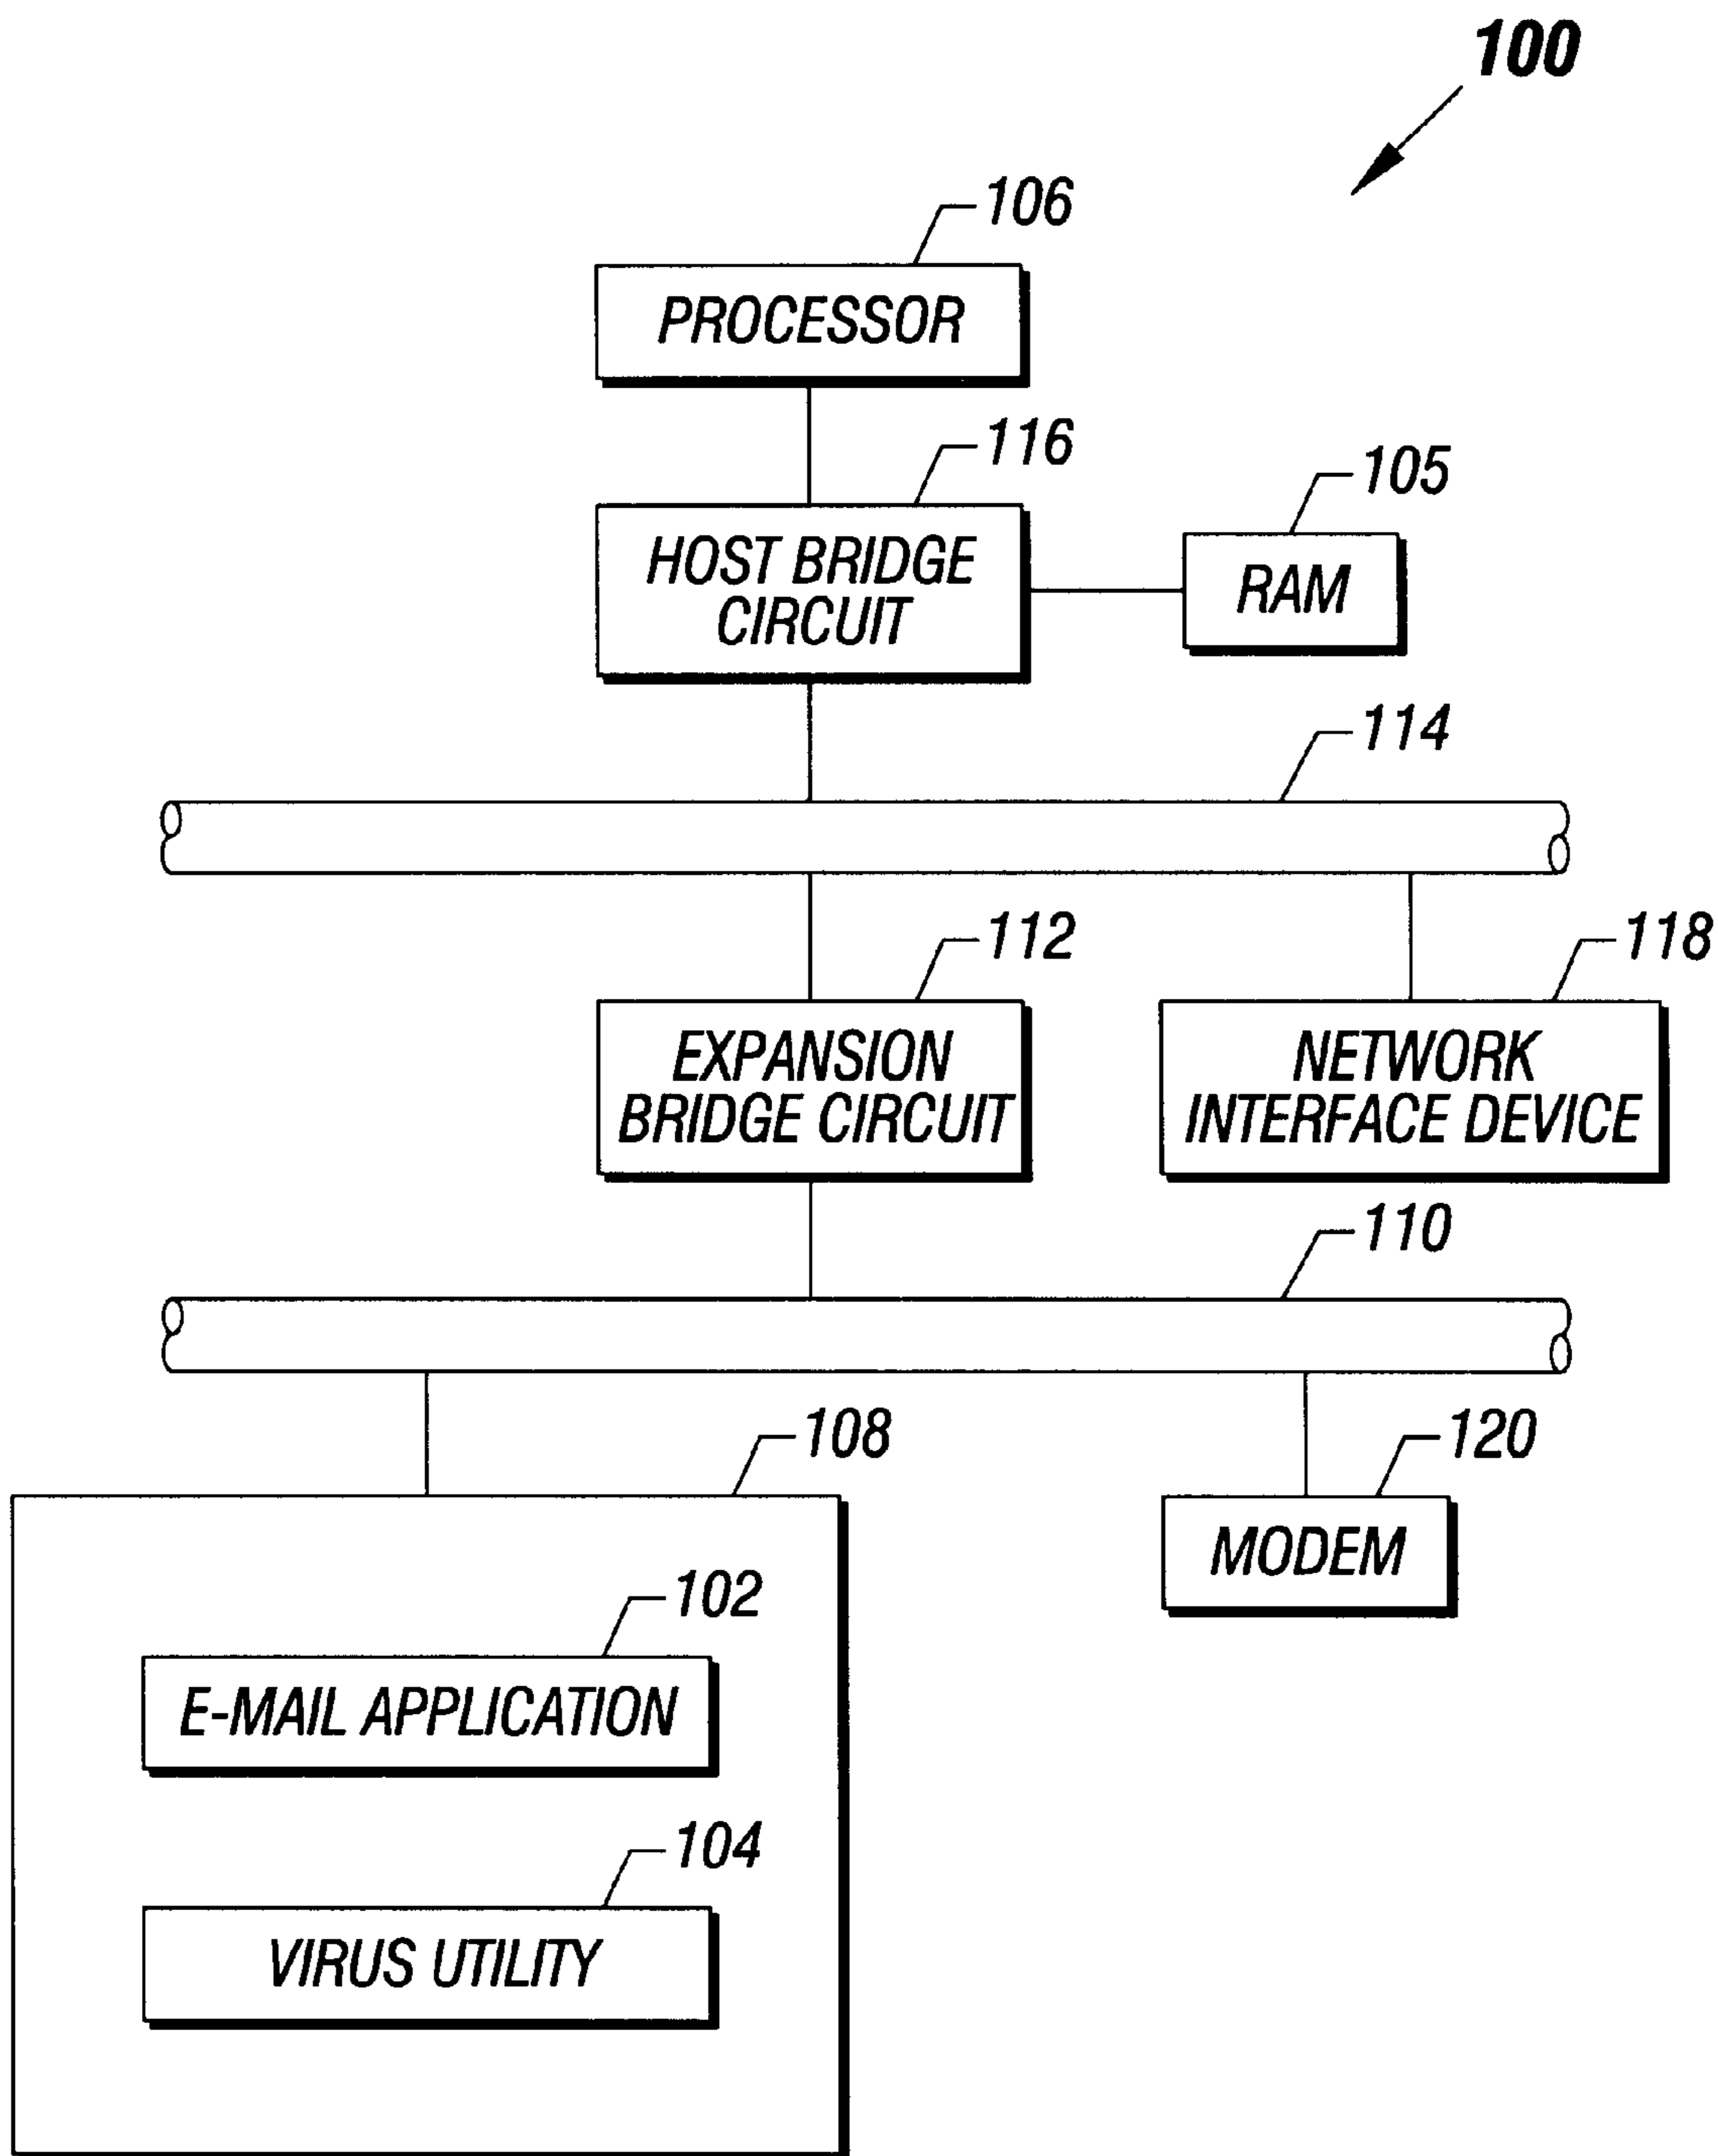 100
106
PROCESSOR
116
HOST BRIDGE
CIRCUIT
105
RAM
114
112
EXPANSION
BRIDGE CIRCUIT
118
NETWORK
INTERFACE DEVICE
110
108
120
MODEM
102
E-MAIL APPLICATION
104
VIRUS UTILITY